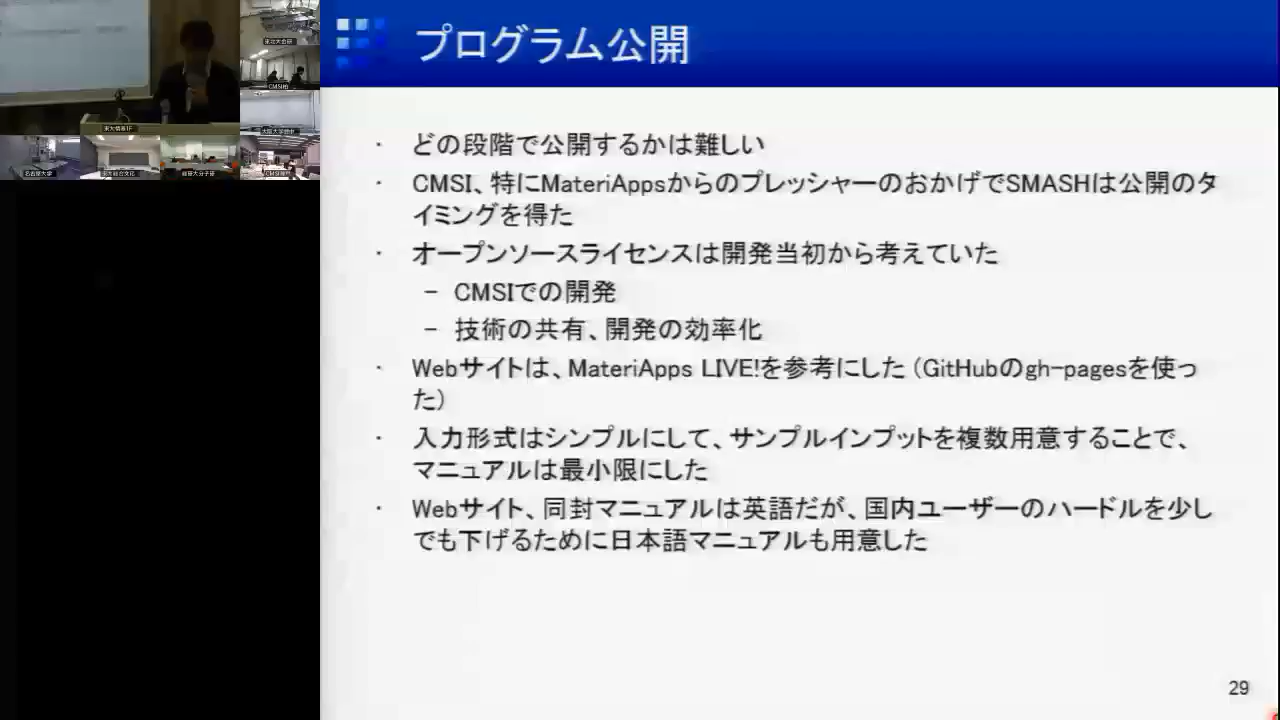 プログラム公開
・ どの段階で公開するかは難しい
・ CMSI、特にMateriAppsからのプレッシャーのおかげでSMASHは公開のタ
イミングを得た
・ オープンソースライセンスは開発当初から考えていた
– CMSIでの開発
– 技術の共有、開発の効率化
・ Webサイトは、MateriApps LIVE!を参考にした (GitHubのgh-pagesを使っ
た)
・ 入力形式はシンプルにして、サンプルインプットを複数用意することで、
マニュアルは最小限にした
・ Webサイト、同封マニュアルは英語だが、国内ユーザーのハードルを少し
でも下げるために日本語マニュアルも用意した
29
名古屋大学